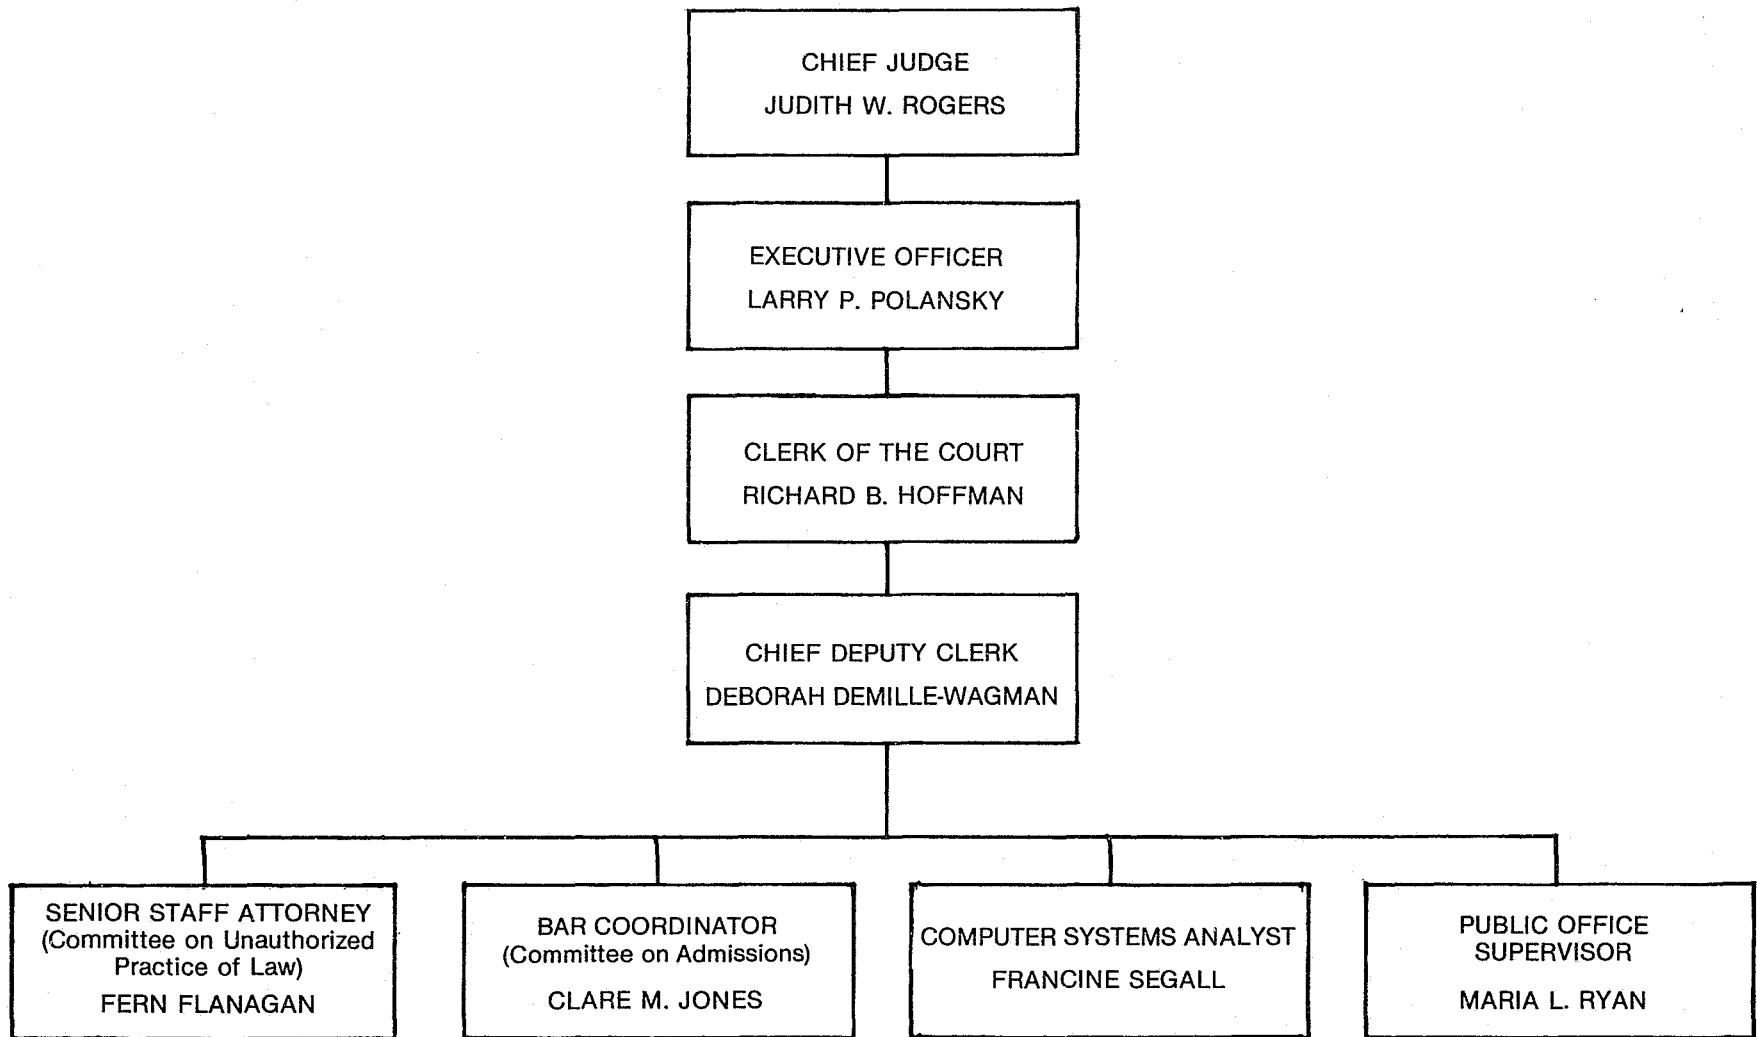 CHIEF JUDGE
JUDITH W. ROGERS
EXECUTIVE OFFICER
LARRY P. POLANSKY
CLERK OF THE COURT
RICHARD B. HOFFMAN
CHIEF DEPUTY CLERK
DEBORAH DEMILLE-WAGMAN
SENIOR STAFF ATTORNEY
(Committee on Unauthorized
Practice of Law)
FERN FLANAGAN
BAR COORDINATOR
(Committee on Admissions)
CLARE M. JONES
COMPUTER SYSTEMS ANALYST
FRANCINE SEGALL
PUBLIC OFFICE
SUPERVISOR
MARIA L. RYAN